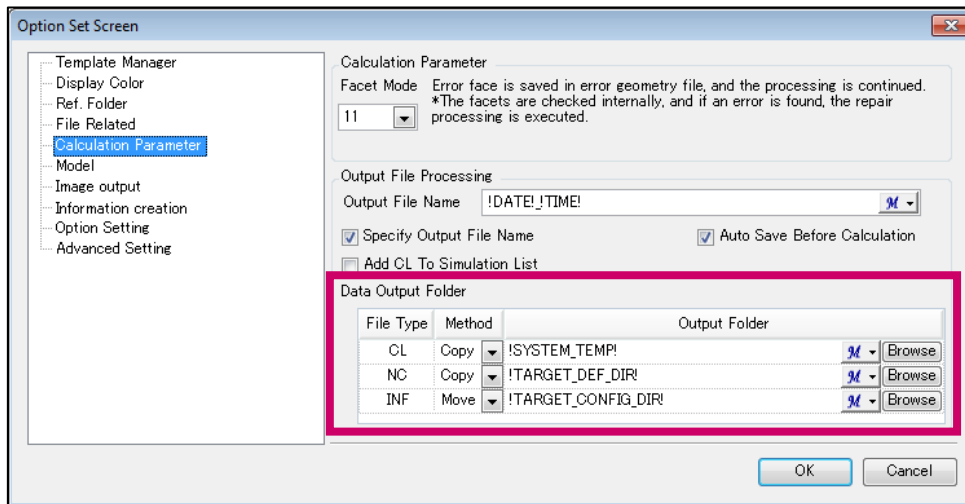 Option Set Screen
Template Manager
Display Color
Ref. Folder
File Related
Calculation Parameter
Model
Image output
Information creation
Option Setting
Advanced Setting
Calculation Parameter
Facet Mode
11
Error face is saved in error geometry file, and the processing is continued.
*The facets are checked internally, and if an error is found, the repair
processing is executed.
Output File Processing
Output File Name !DATE!_!TIME! M
Specify Output File Name Auto Save Before Calculation
Add CL To Simulation List
Data Output Folder
File Type Method Output Folder
CL Copy !SYSTEM_TEMP! M Browse
NC Copy !TARGET_DEF_DIR! M Browse
INF Move !TARGET_CONFIG_DIR! M Browse
OK Cancel